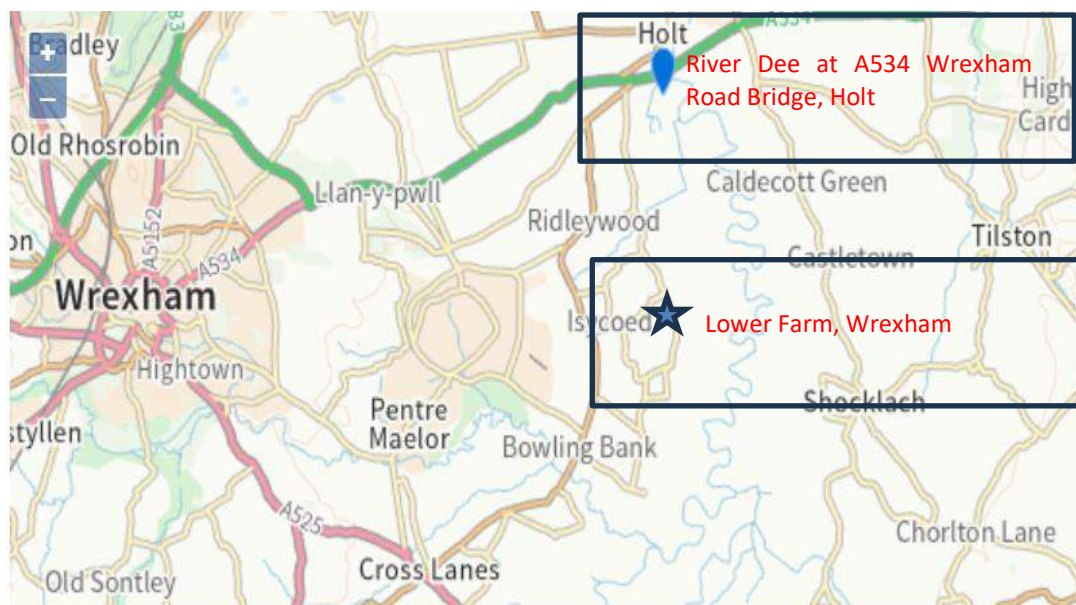 Holt
A534
B3
Bradley
+
−
River Dee at A534 Wrexham
Road Bridge, Holt
High
Card
Old Rhosrobin
Llan-y-pwll
Caldecott Green
A5152
Ridleywood
Tilston
on
A534
Castletown
Wrexham
Isycoed
Lower Farm, Wrexham
Hightown
Shocklach
Pentre
Maelor
styllen
Bowling Bank
A525
Chorlton Lane
Cross Lanes
Old Sontley